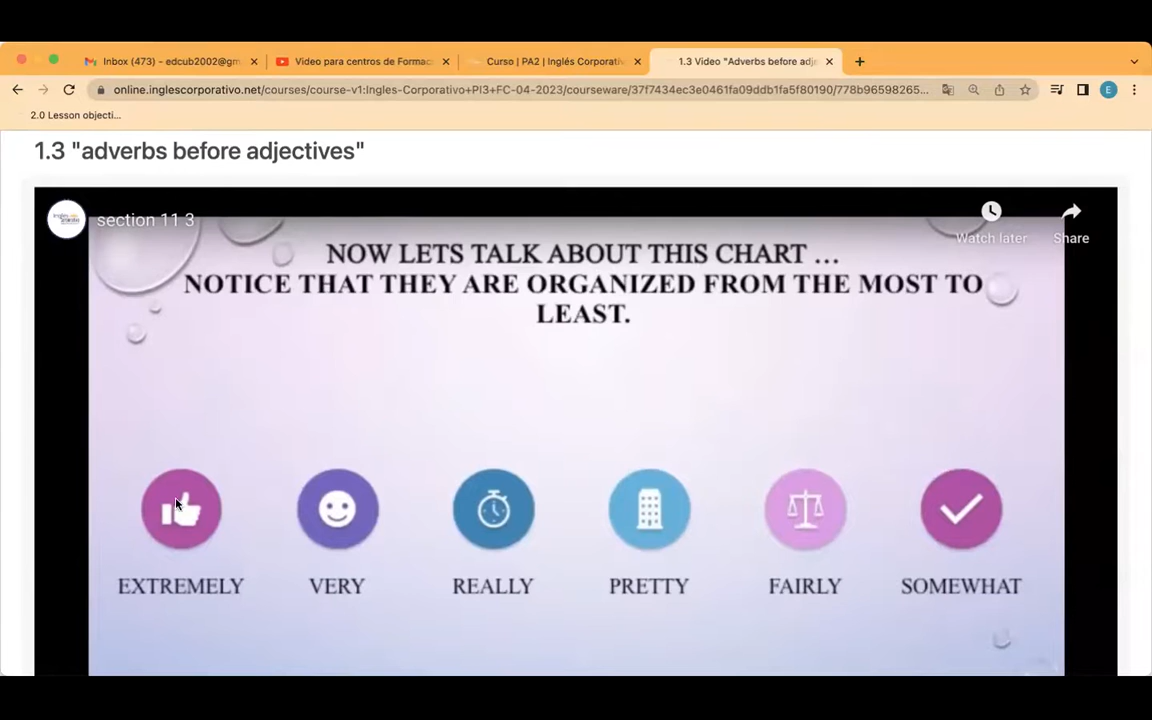 Inbox (473) - edcub2002@gm
Video para centros de Formac
Curso | PA2 | Inglés Corporativ
1.3 Video "Adverbs before adje
online.inglescorporativo.net/courses/course-v1:Ingles-Corporativo+PI3+FC-04-2023/courseware/37f7434ec3e0461fa09ddb1fa5f80190/778b96598265...
E
2.0 Lesson objecti...
1.3 "adverbs before adjectives"
section 11 3
Watch later
Share
NOW LETS TALK ABOUT THIS CHART ...
NOTICE THAT THEY ARE ORGANIZED FROM THE MOST TO
LEAST.
EXTREMELY
VERY
REALLY
PRETTY
FAIRLY
SOMEWHAT